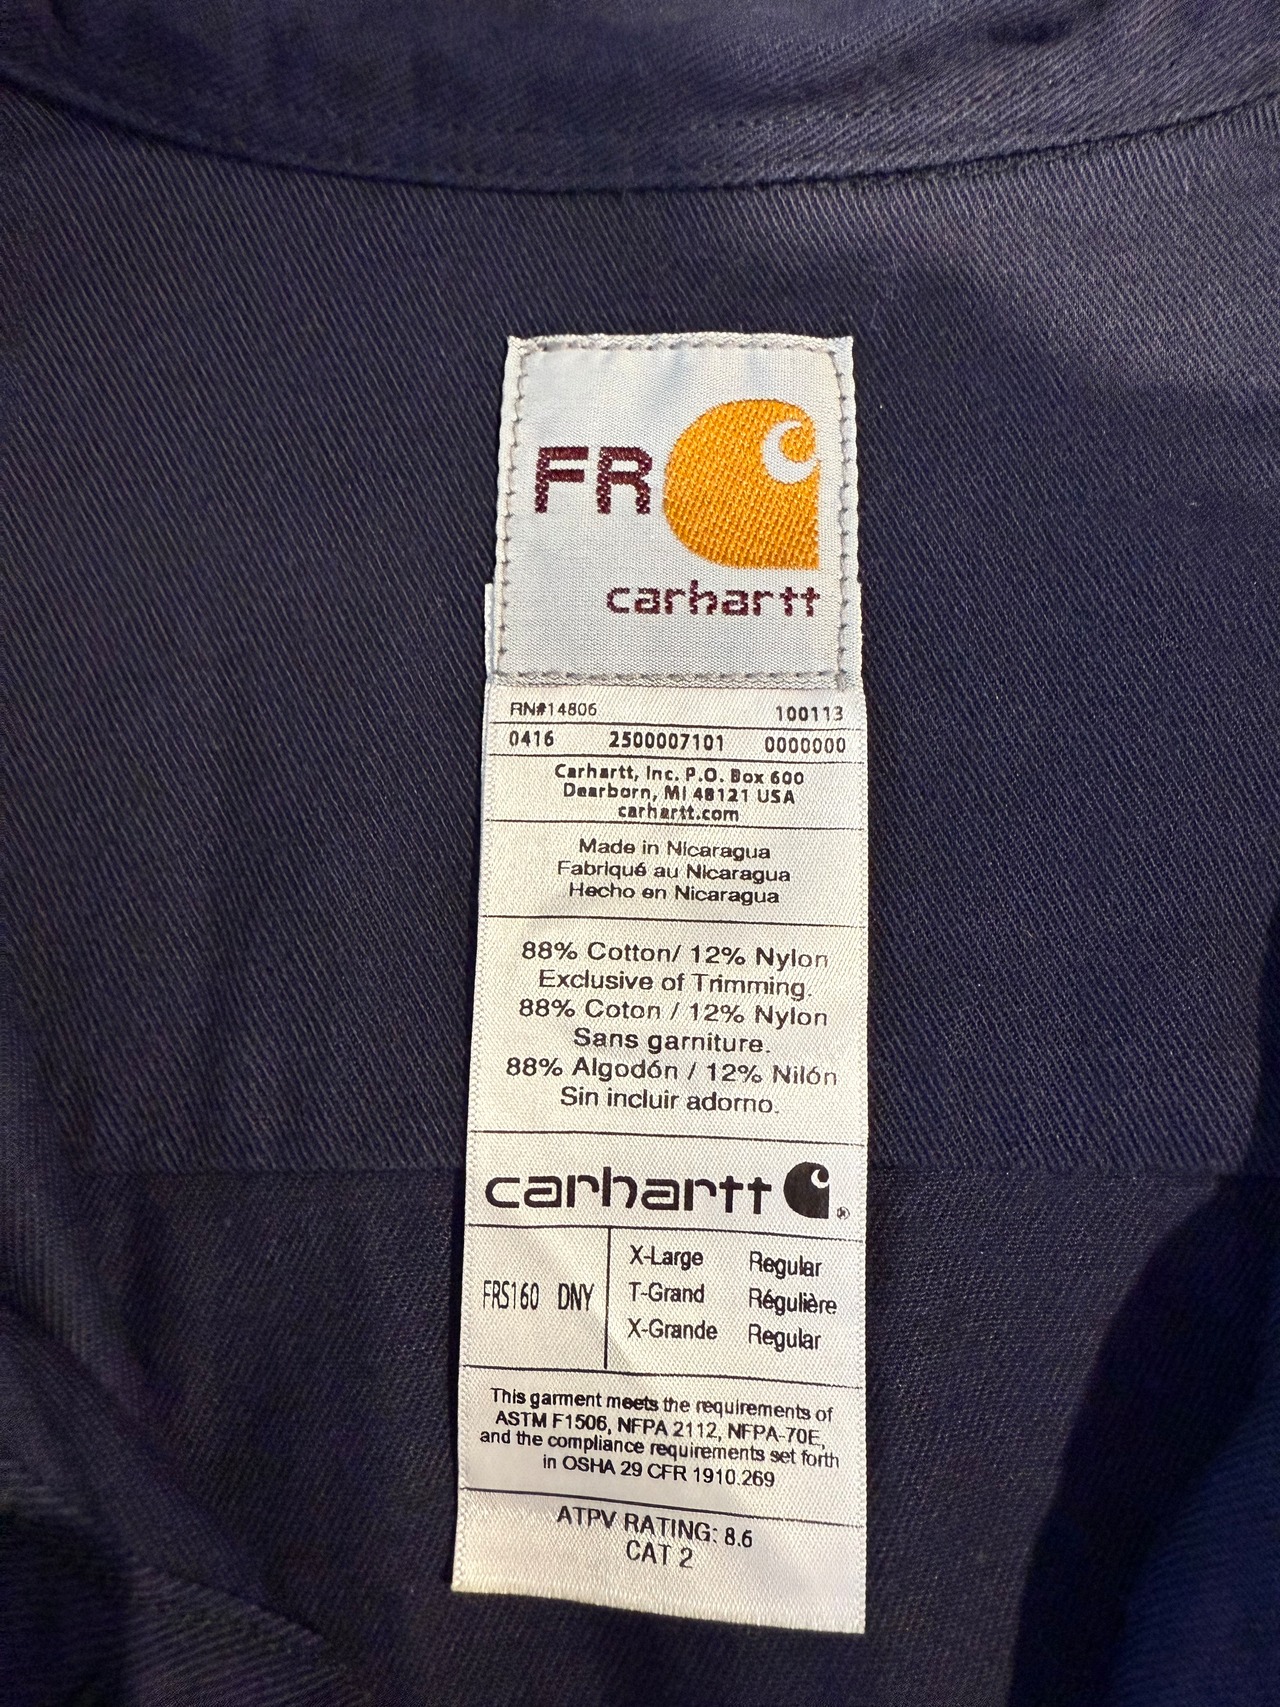 FR
carhartt
RN#14806 100113
0416 2500007101 0000000
Carhartt, Inc. P.O. Box 600
Dearborn, MI 48121 USA
carhartt.com
Made in Nicaragua
Fabriqué au Nicaragua
Hecho en Nicaragua
88% Cotton/ 12% Nylon
Exclusive of Trimming.
88% Coton / 12% Nylon
Sans garniture.
88% Algodón / 12% Nilón
Sin incluir adorno.
carhartt ®
FRS160 DNY
X-Large Regular
T-Grand Régulière
X-Grande Regular
This garment meets the requirements of
ASTM F1506, NFPA 2112, NFPA-70E,
and the compliance requirements set forth
in OSHA 29 CFR 1910.269
ATPV RATING: 8.6
CAT 2